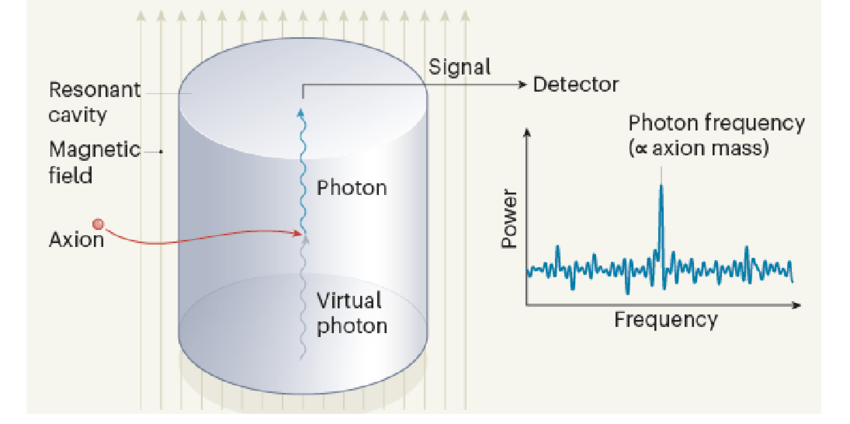 Signal
Detector
Resonant
cavity
Magnetic
field
Axion
Photon
Virtual
photon
Photon frequency
(∝ axion mass)
Power
Frequency